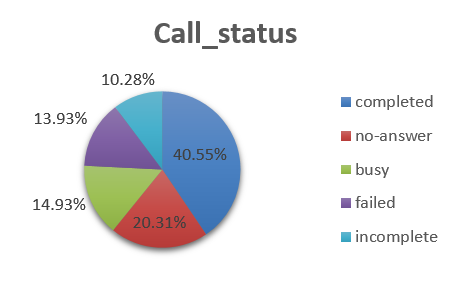 Call_status
10.28%
13.93%
14.93%
40.55%
20.31%
completed
no-answer
busy
failed
incomplete